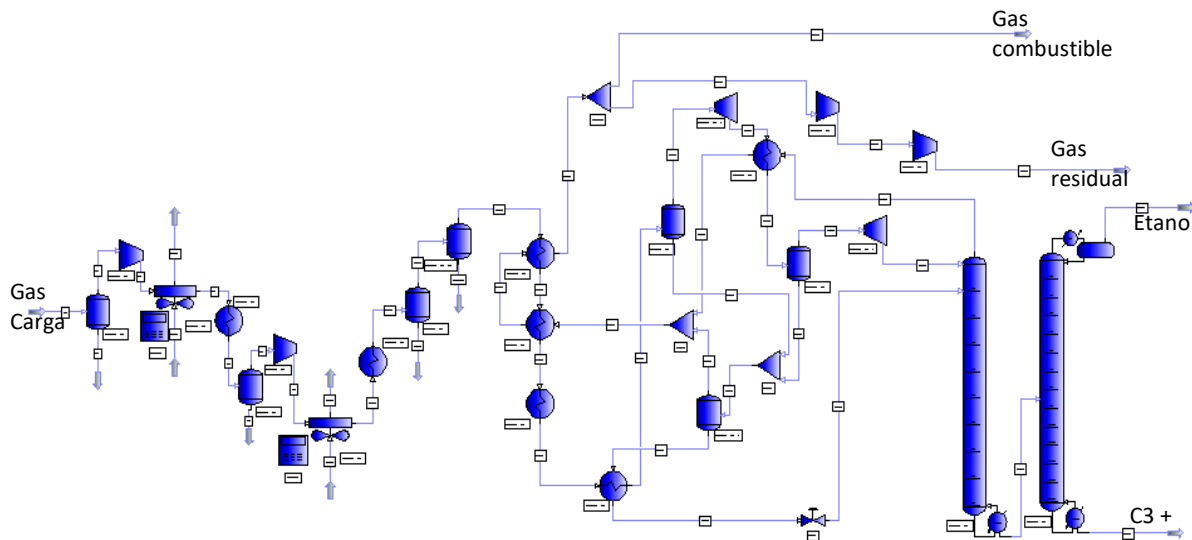 Gas
combustible
Gas
residual
Etano
Gas
Carga
C3 +